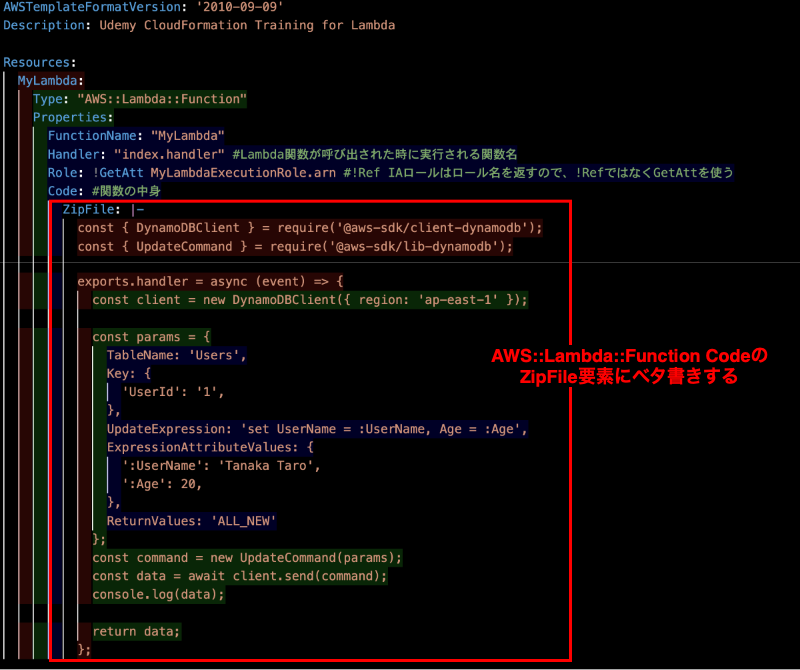 AWSTemplateFormatVersion: '2010-09-09'
Description: Udemy CloudFormation Training for Lambda

Resources:
  MyLambda:
    Type: "AWS::Lambda::Function"
    Properties:
      FunctionName: "MyLambda"
      Handler: "index.handler" #Lambda関数が呼び出された時に実行される関数名
      Role: !GetAtt MyLambdaExecutionRole.arn #!Ref IAロールはロール名を返すので、!RefではなくGetAttを使う
      Code: #関数の中身
        ZipFile: |-
          const { DynamoDBClient } = require('@aws-sdk/client-dynamodb');
          const { UpdateCommand } = require('@aws-sdk/lib-dynamodb');

          exports.handler = async (event) => {
            const client = new DynamoDBClient({ region: 'ap-east-1' });

            const params = {
              TableName: 'Users',
              Key: {
                'UserId': '1',
              },
              UpdateExpression: 'set UserName = :UserName, Age = :Age',
              ExpressionAttributeValues: {
                ':UserName': 'Tanaka Taro',
                ':Age': 20,
              },
              ReturnValues: 'ALL_NEW'
            };
            const command = new UpdateCommand(params);
            const data = await client.send(command);
            console.log(data);

            return data;
          };
AWS::Lambda::Function Codeの
ZipFile要素にベタ書きする